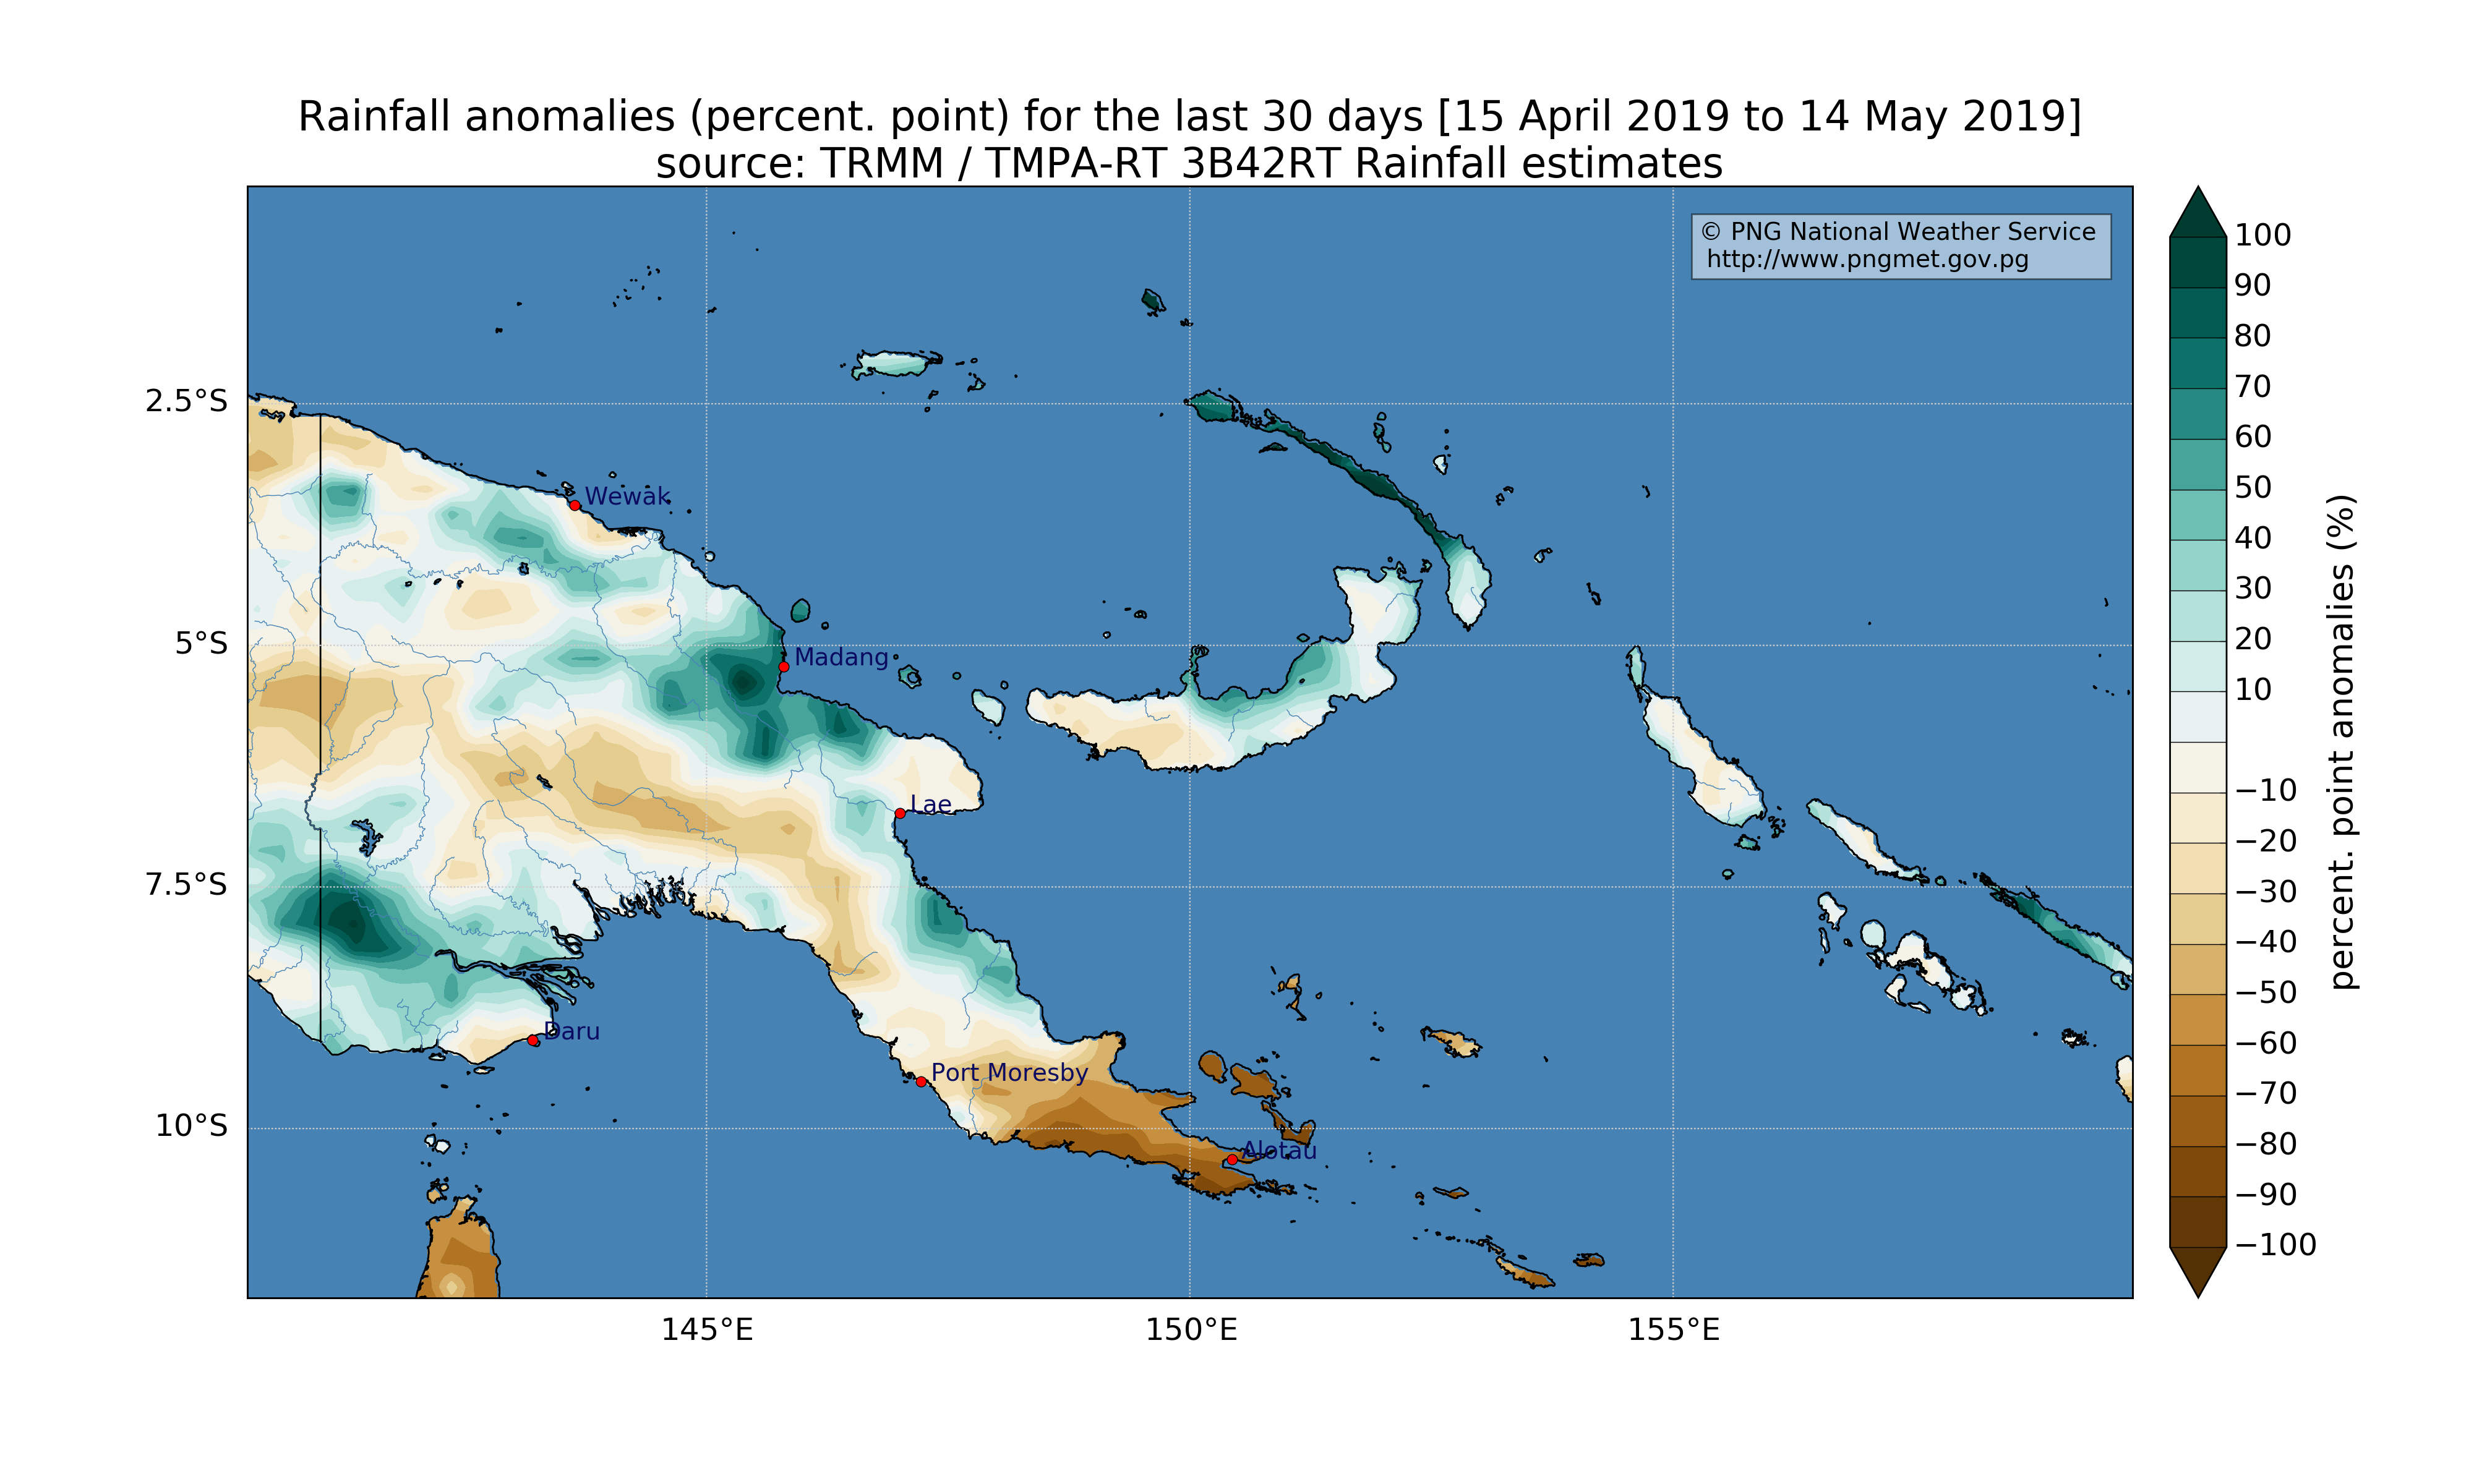 Rainfall anomalies (percent. point) for the last 30 days [15 April 2019 to 14 May 2019]
source: TRMM / TMPA-RT 3B42RT Rainfall estimates
© PNG National Weather Service
http://www.pngmet.gov.pg
2.5°S
5°S
7.5°S
10°S
145°E
150°E
155°E
Wewak
Madang
Lae
Daru
Port Moresby
Alotau
100
90
80
70
60
50
40
30
20
10
−10
−20
−30
−40
−50
−60
−70
−80
−90
−100
percent. point anomalies (%)